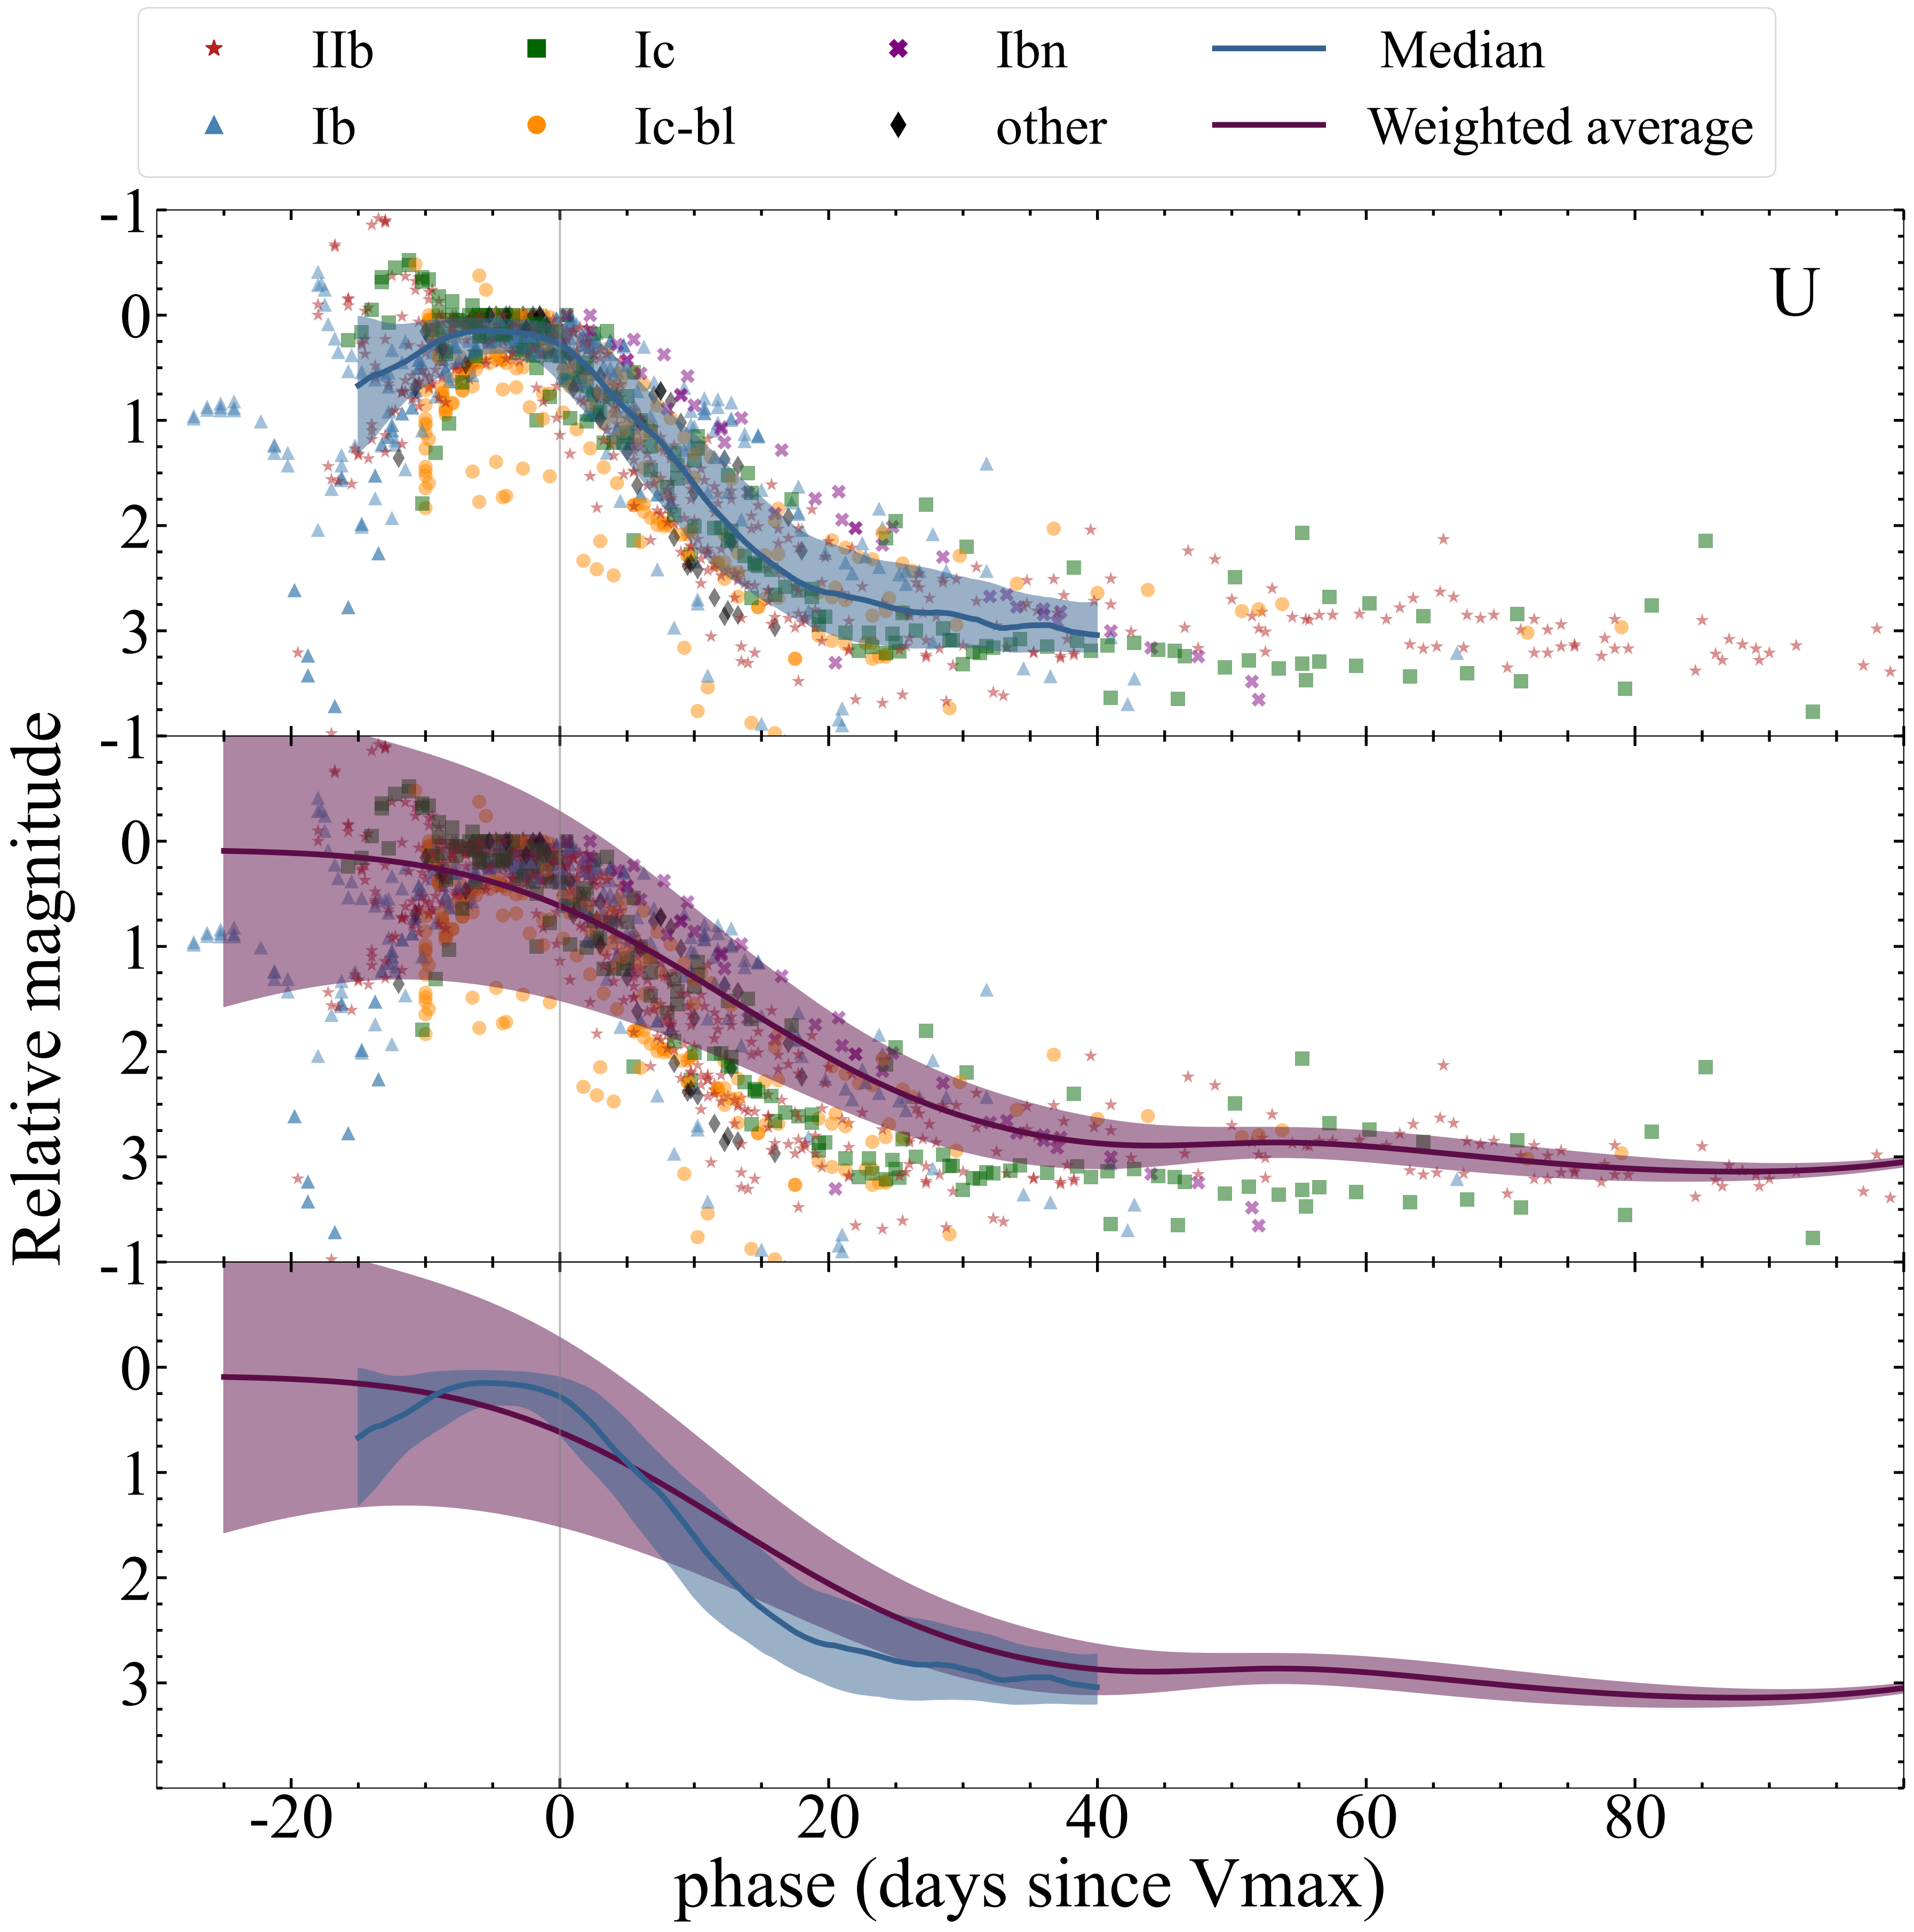 IIb Ic Ibn Median
Ib Ic-bl other Weighted average
U
-1
0
1
2
3
-1
0
1
2
3
-1
0
1
2
3
Relative magnitude
-20 0 20 40 60 80
phase (days since Vmax)